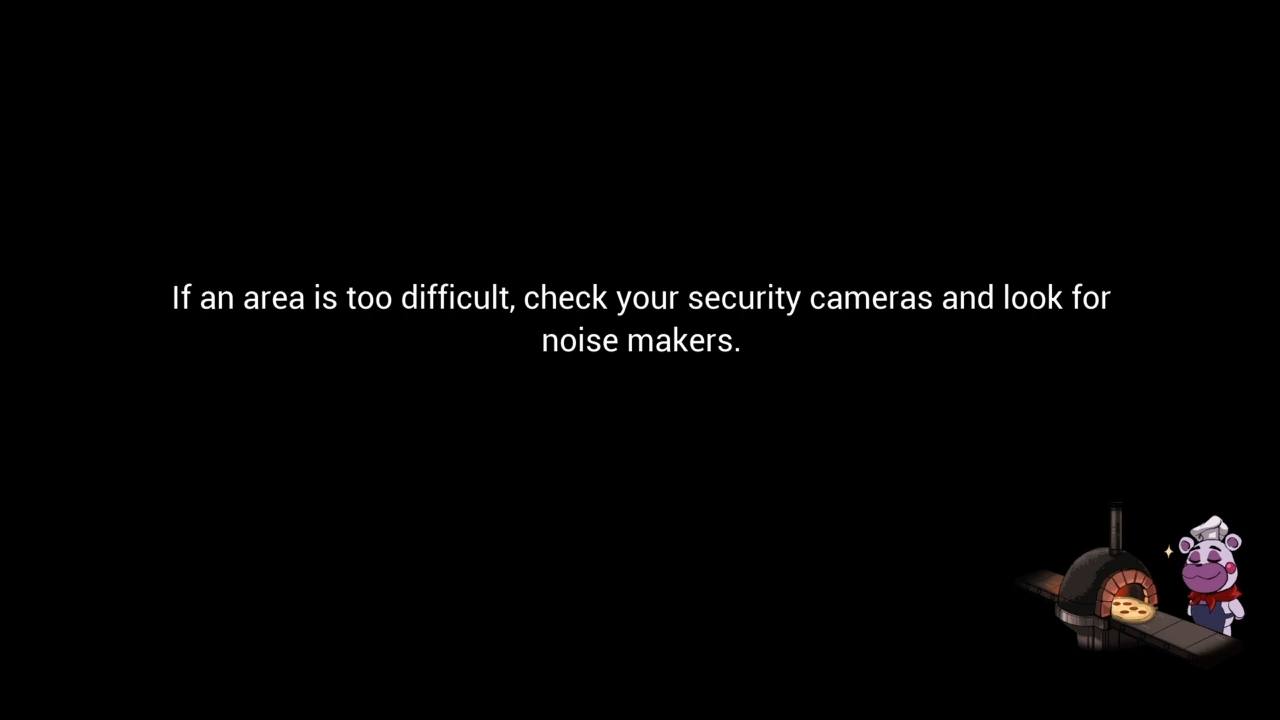 If an area is too difficult, check your security cameras and look for
noise makers.